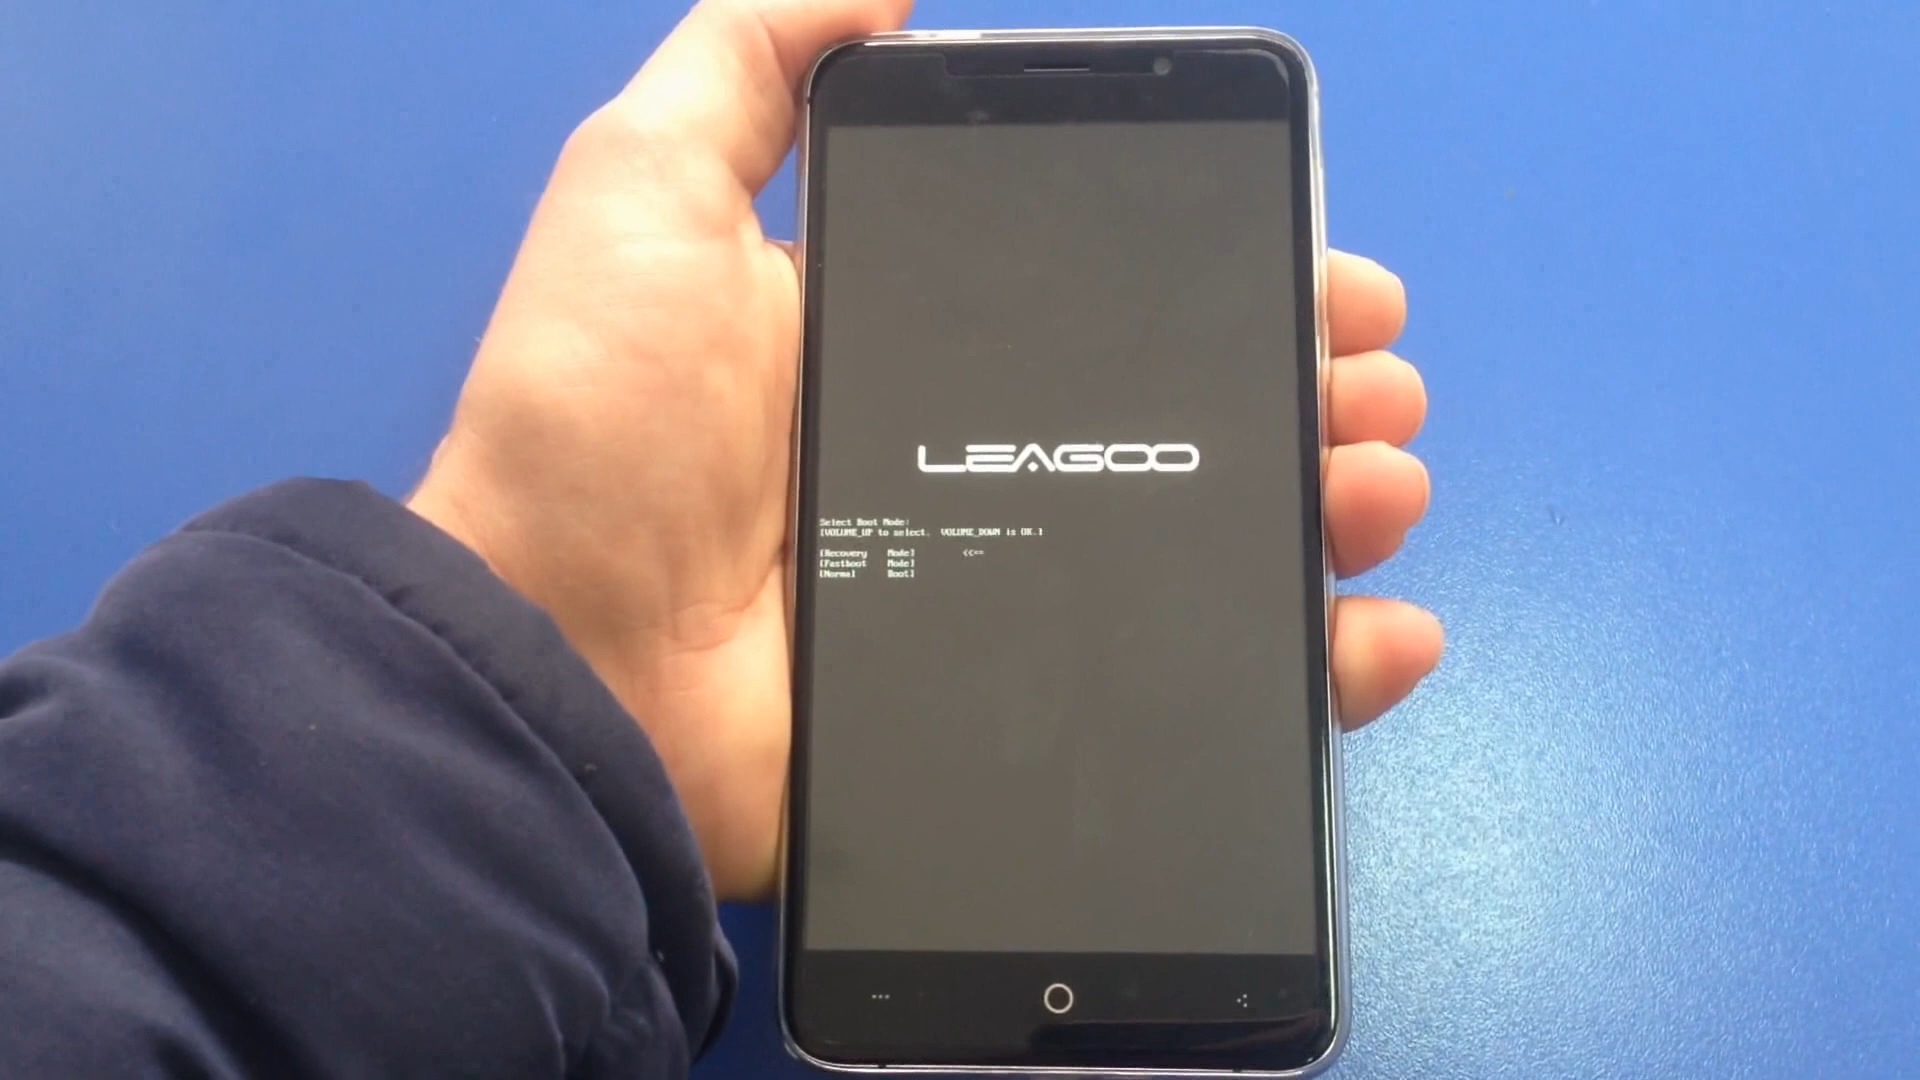 LEAGOO
Select Boot Mode:
[VOLUME_UP to select.  VOLUME_DOWN is OK.]
[Recovery    Mode]         <<==
[Fastboot    Mode]
[Normal      Boot]